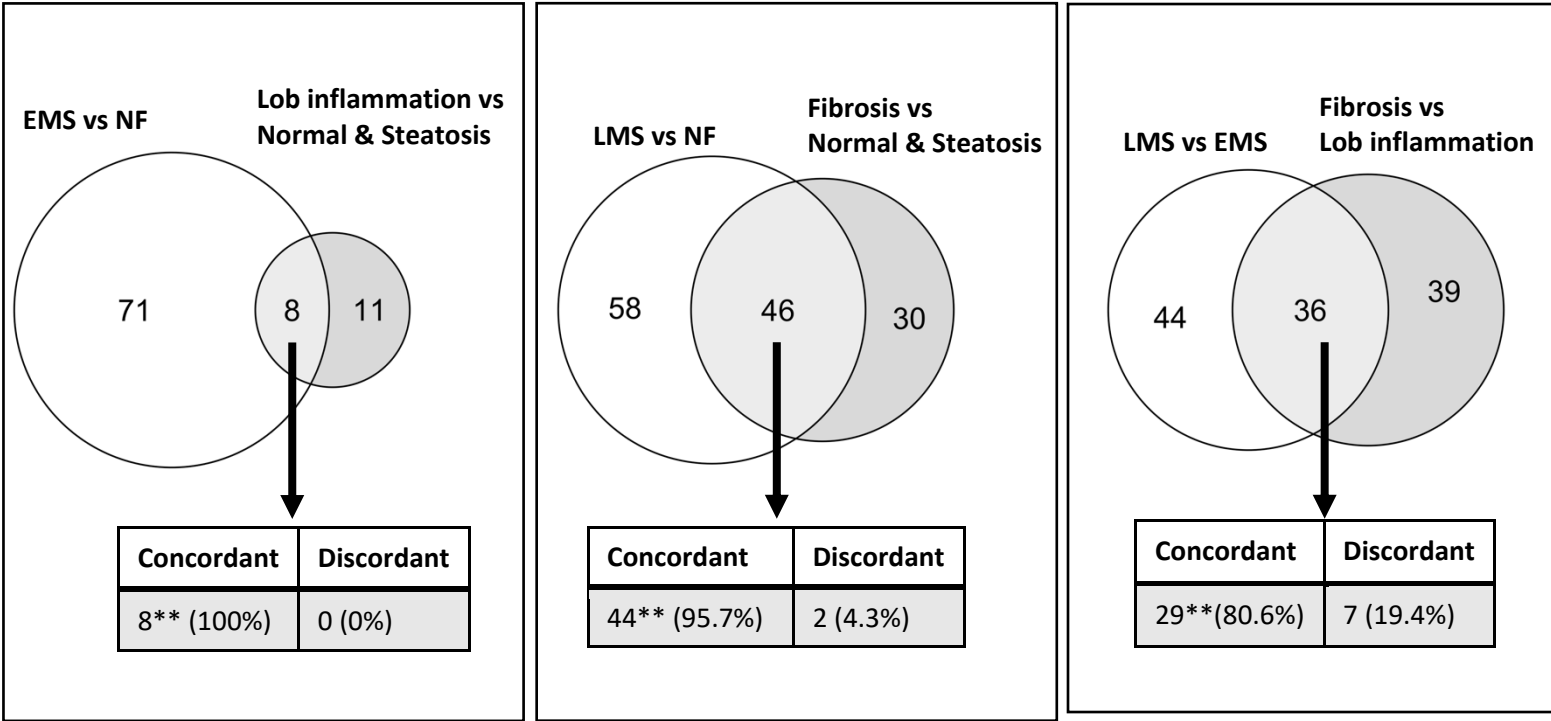 EMS vs NF
Lob inflammation vs
Normal & Steatosis
71
8
11
Concordant Discordant
8** (100%) 0 (0%)
LMS vs NF
Fibrosis vs
Normal & Steatosis
58
46
30
Concordant Discordant
44** (95.7%) 2 (4.3%)
LMS vs EMS
Fibrosis vs
Lob inflammation
44
36
39
Concordant Discordant
29**(80.6%) 7 (19.4%)